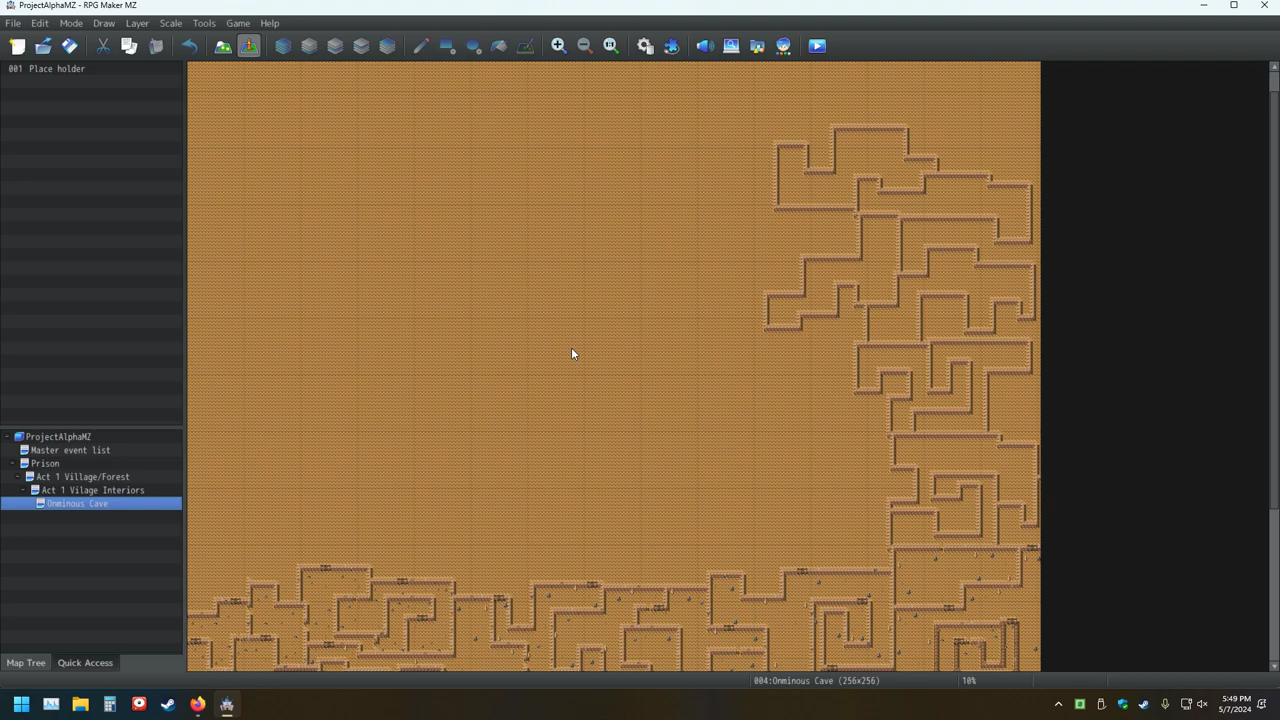 ProjectAlphaMZ - RPG Maker MZ
File Edit Mode Draw Layer Scale Tools Game Help
001 Place holder
ProjectAlphaMZ
Master event list
Prison
Act 1 Village/Forest
Act 1 Vilage Interiors
Onminous Cave
Map Tree Quick Access
004:Onminous Cave (256x256) 10%
5:49 PM
5/7/2024